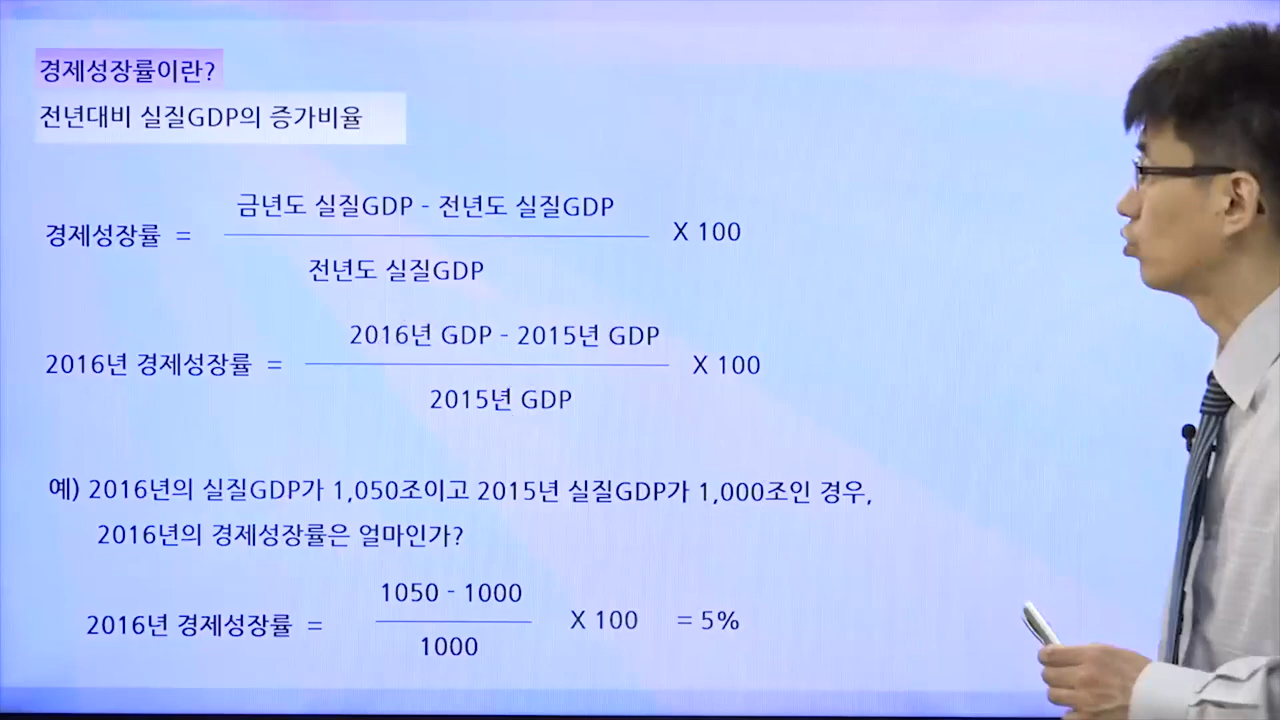 경제성장률이란?
전년대비 실질GDP의 증가비율
금년도 실질GDP - 전년도 실질GDP
경제성장률 = X 100
전년도 실질GDP
2016년 GDP - 2015년 GDP
2016년 경제성장률 = X 100
2015년 GDP
예) 2016년의 실질GDP가 1,050조이고 2015년 실질GDP가 1,000조인 경우,
2016년의 경제성장률은 얼마인가?
1050 - 1000
2016년 경제성장률 = X 100 = 5%
1000